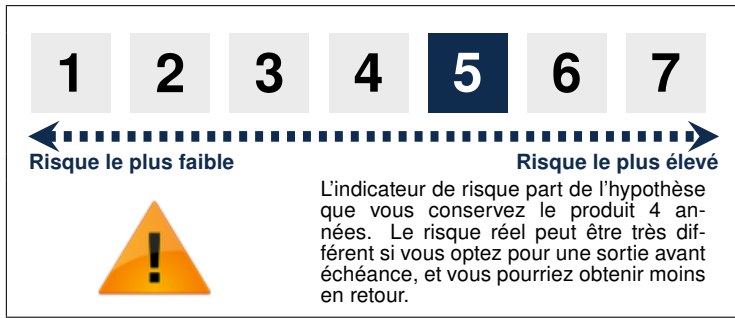 1 2 3 4 5 6 7
Risque le plus faible Risque le plus élevé
L'indicateur de risque part de l'hypothèse
que vous conservez le produit 4 an-
nées. Le risque réel peut être très dif-
férent si vous optez pour une sortie avant
échéance, et vous pourriez obtenir moins
en retour.